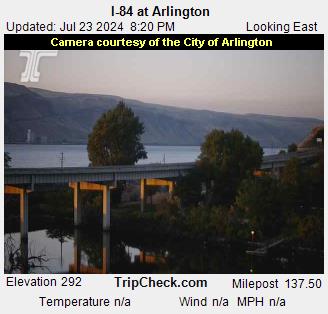 I-84 at Arlington
Updated: Jul 23 2024 8:20 PM Looking East
Camera courtesy of the City of Arlington
Elevation 292 TripCheck.com Milepost 137.50
Temperature n/a Wind n/a MPH n/a